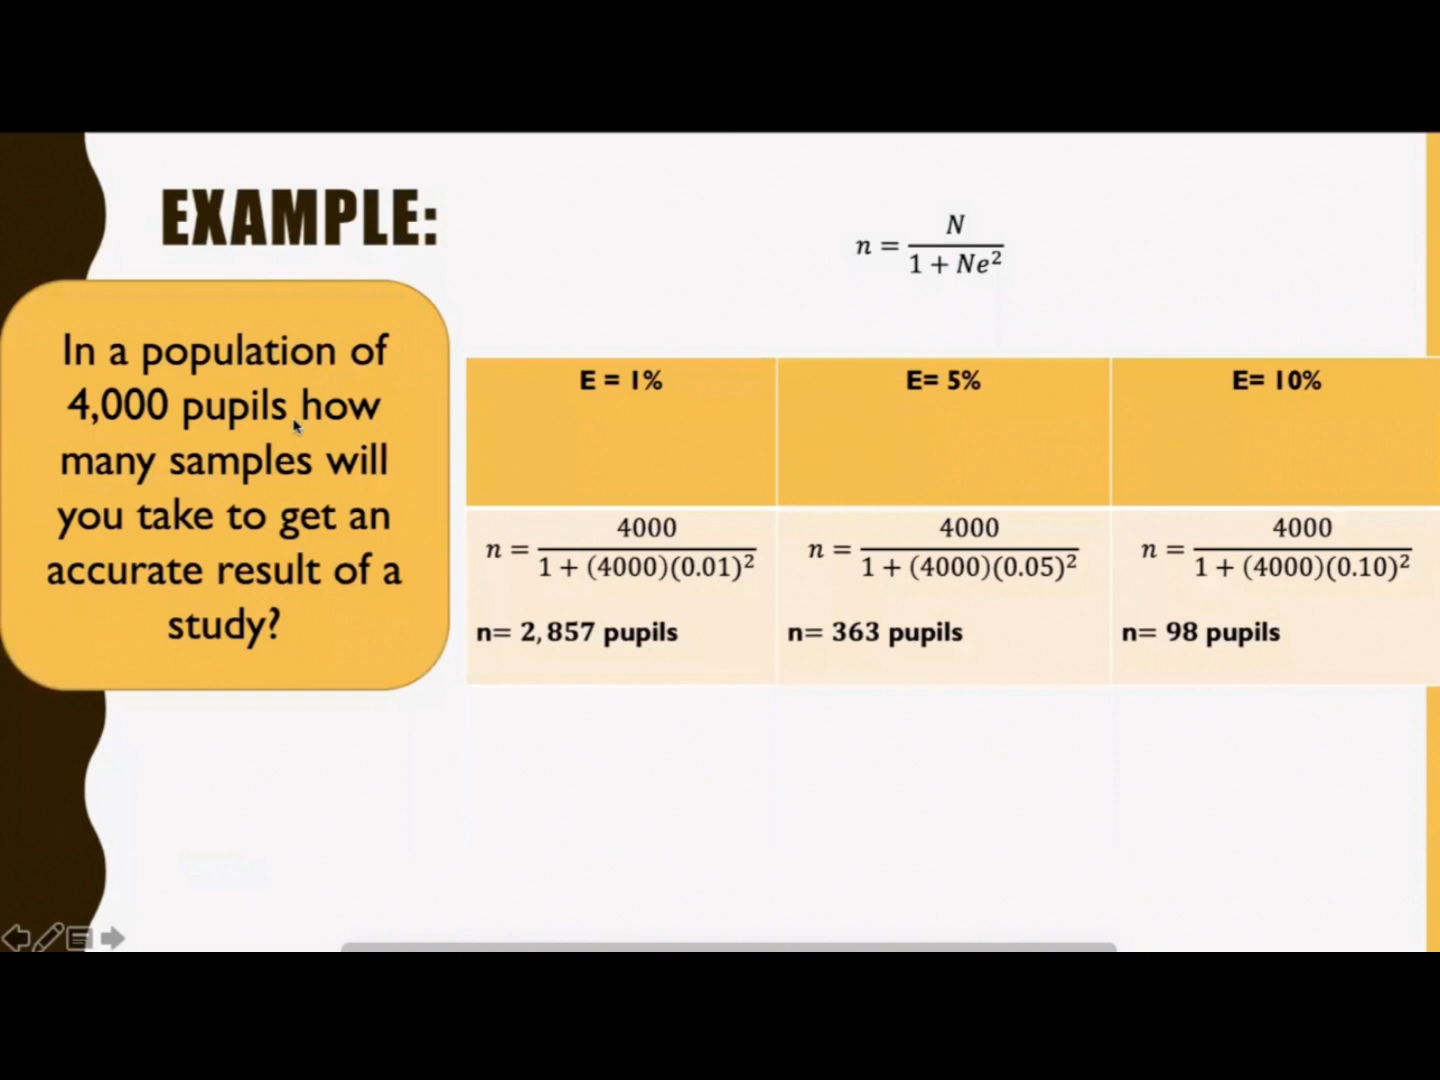 EXAMPLE:
n = N / 1 + Ne²
In a population of
4,000 pupils how
many samples will
you take to get an
accurate result of a
study?
E = 1%
E= 5%
E= 10%
n = 4000 / 1 + (4000)(0.01)²
n= 2,857 pupils
n = 4000 / 1 + (4000)(0.05)²
n= 363 pupils
n = 4000 / 1 + (4000)(0.10)²
n= 98 pupils